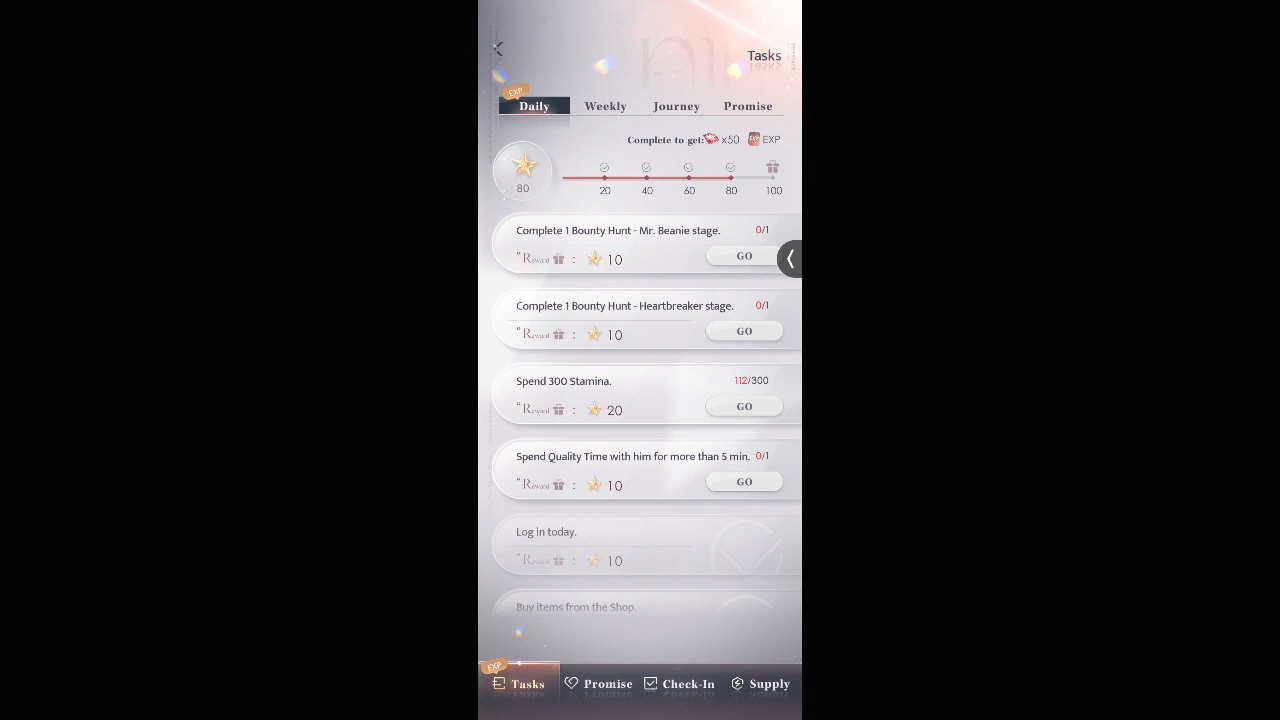 Tasks
EXP
Daily Weekly Journey Promise
Complete to get: x50 EXP
80
20 40 60 80 100
Complete 1 Bounty Hunt - Mr. Beanie stage. 0/1
"Reward : 10 GO
Complete 1 Bounty Hunt - Heartbreaker stage. 0/1
"Reward : 10 GO
Spend 300 Stamina. 112/300
"Reward : 20 GO
Spend Quality Time with him for more than 5 min. 0/1
"Reward : 10 GO
Log in today.
"Reward : 10
Buy items from the Shop.
EXP
Tasks Promise Check-In Supply